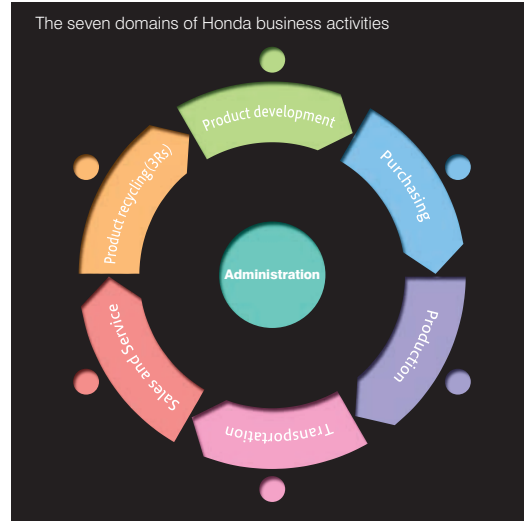 The seven domains of Honda business activities
Product development
Purchasing
Production
Transportation
Sales and Service
Product recycling(3Rs)
Administration